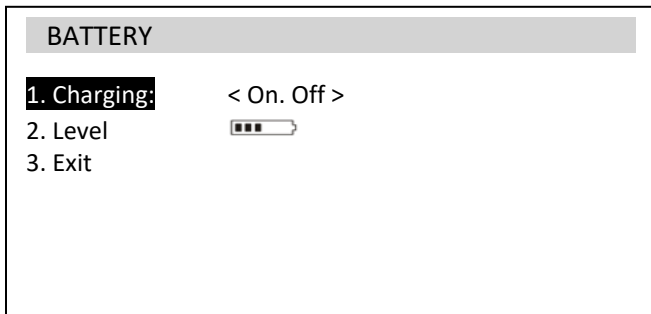 BATTERY
1. Charging: < On. Off >
2. Level
3. Exit